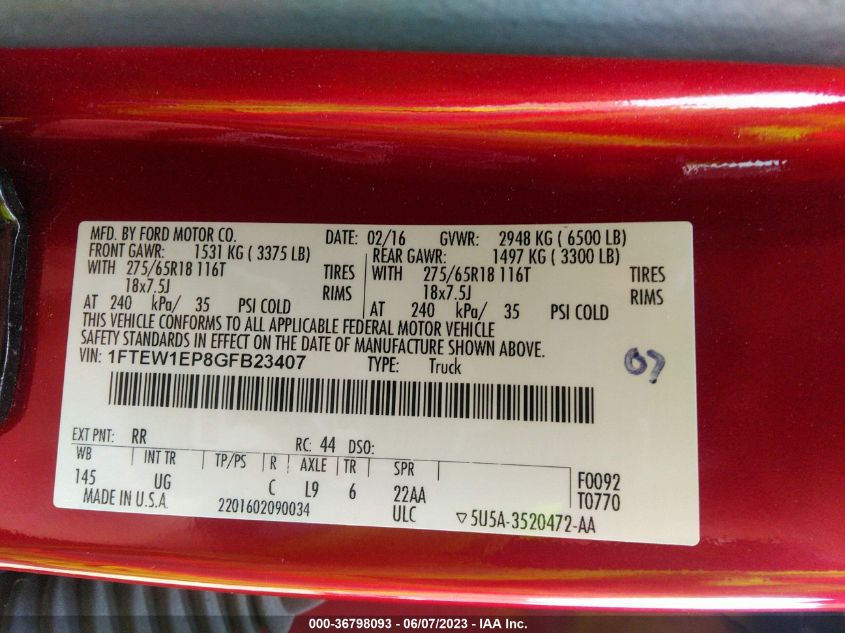 MFD. BY FORD MOTOR CO. DATE: 02/16 GVWR: 2948 KG ( 6500 LB)
FRONT GAWR: 1531 KG ( 3375 LB) REAR GAWR: 1497 KG ( 3300 LB)
WITH 275/65R18 116T TIRES 275/65R18 116T TIRES
18x7.5J RIMS WITH 18x7.5J RIMS
AT 240 kPa/ 35 PSI COLD AT 240 kPa/ 35 PSI COLD
THIS VEHICLE CONFORMS TO ALL APPLICABLE FEDERAL MOTOR VEHICLE
SAFETY STANDARDS IN EFFECT ON THE DATE OF MANUFACTURE SHOWN ABOVE.
VIN: 1FTEW1EP8GFB23407 TYPE: Truck
07
EXT PNT: RR RC: 44 DSO:
WB INT TR TP/PS R AXLE TR SPR F0092
145 UG C L9 6 22AA T0770
MADE IN U.S.A. 2201602090034 ULC ▽5U5A-3520472-AA
000-36798093 - 06/07/2023 - IAA Inc.